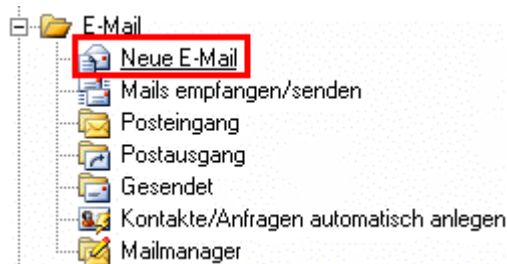 E-Mail
Neue E-Mail
Mails empfangen/senden
Posteingang
Postausgang
Gesendet
Kontakte/Anfragen automatisch anlegen
Mailmanager